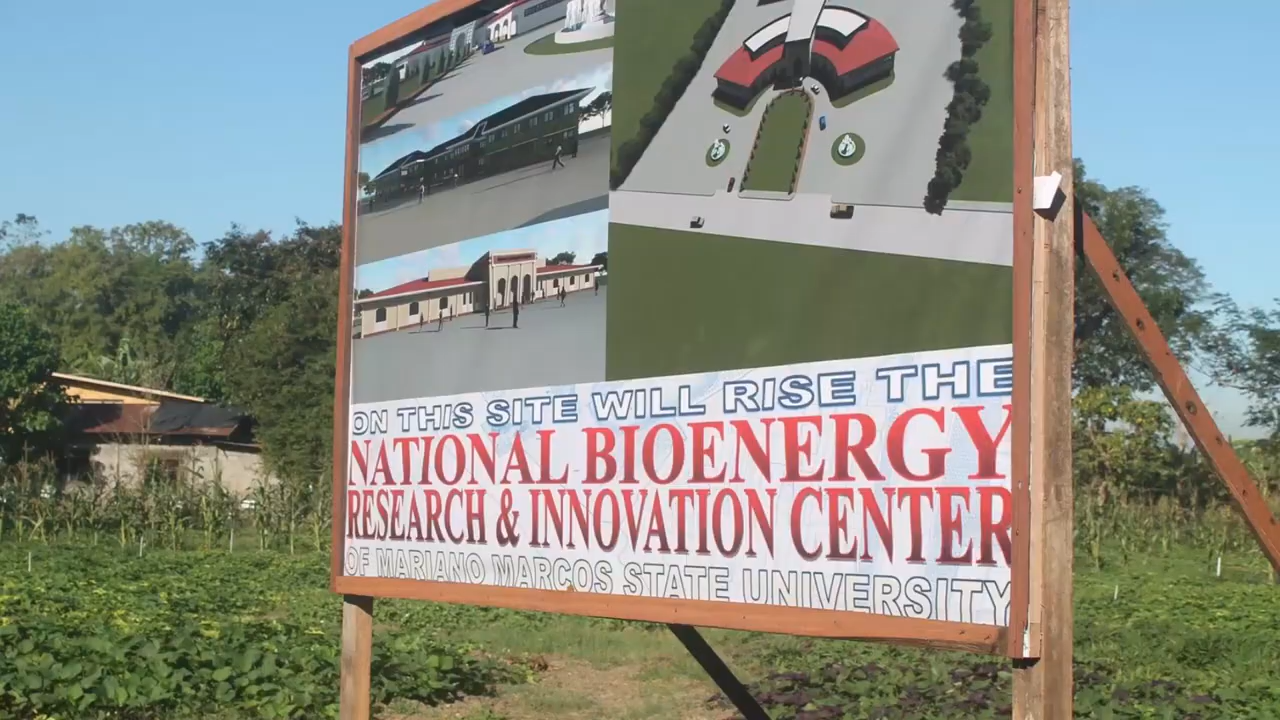 ON THIS SITE WILL RISE THE
NATIONAL BIOENERGY
RESEARCH & INNOVATION CENTER
OF MARIANO MARCOS STATE UNIVERSITY